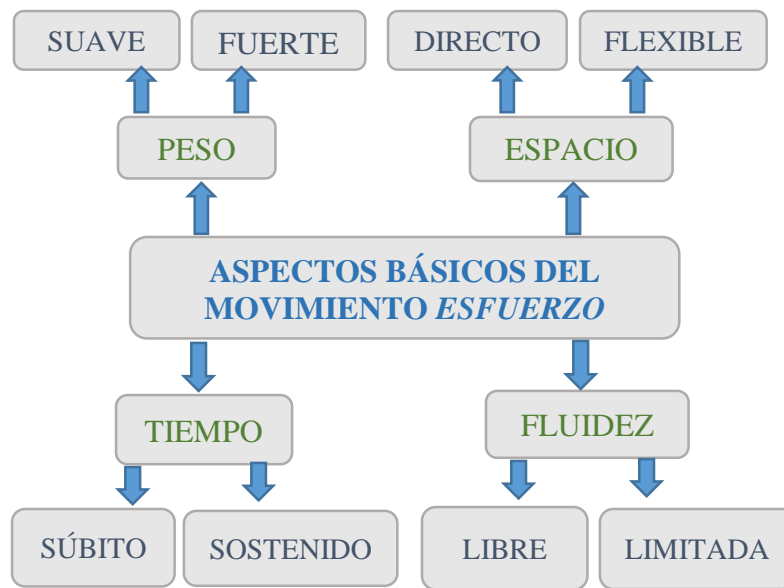 SUAVE
FUERTE
DIRECTO
FLEXIBLE
PESO
ESPACIO
ASPECTOS BÁSICOS DEL
MOVIMIENTO ESFUERZO
TIEMPO
FLUIDEZ
SÚBITO
SOSTENIDO
LIBRE
LIMITADA